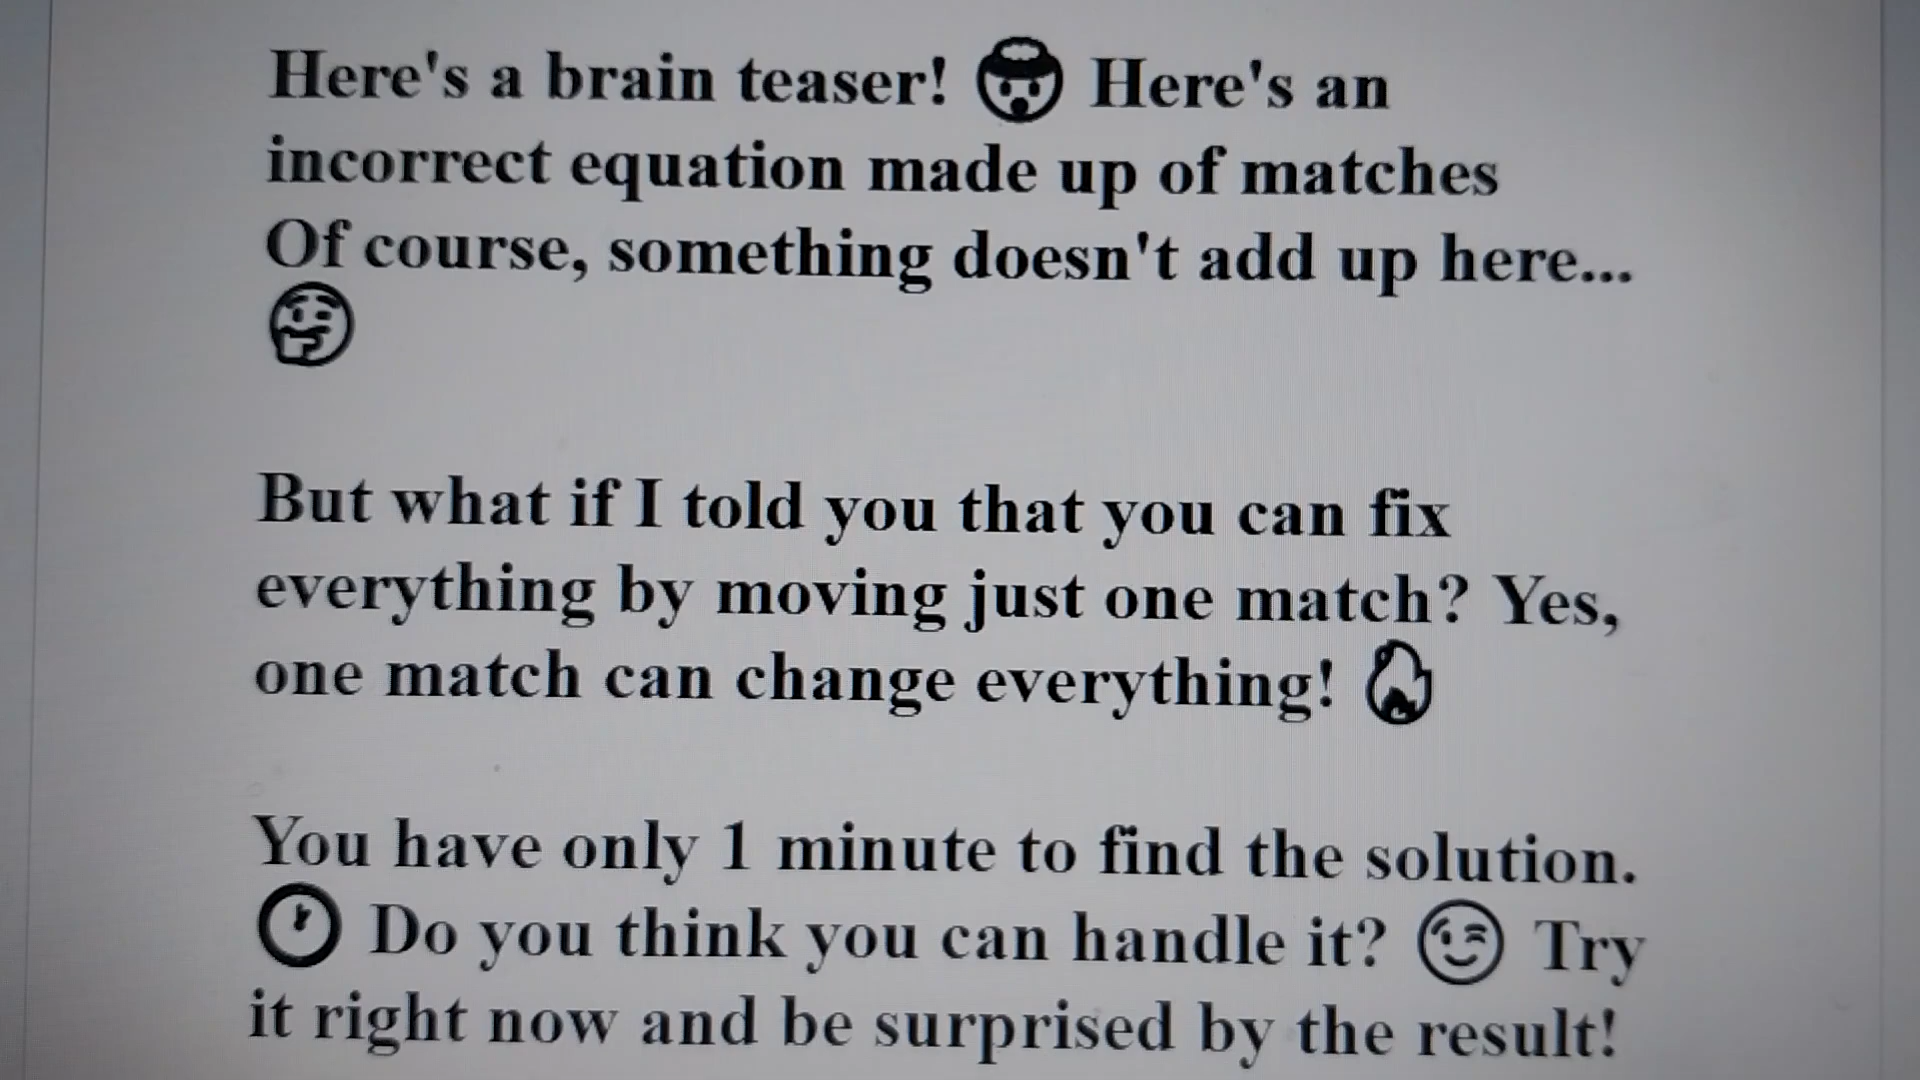 Here's a brain teaser! 🤯 Here's an
incorrect equation made up of matches
Of course, something doesn't add up here...
🤔
But what if I told you that you can fix
everything by moving just one match? Yes,
one match can change everything! 🔥
You have only 1 minute to find the solution.
🕐 Do you think you can handle it? 😉 Try
it right now and be surprised by the result!